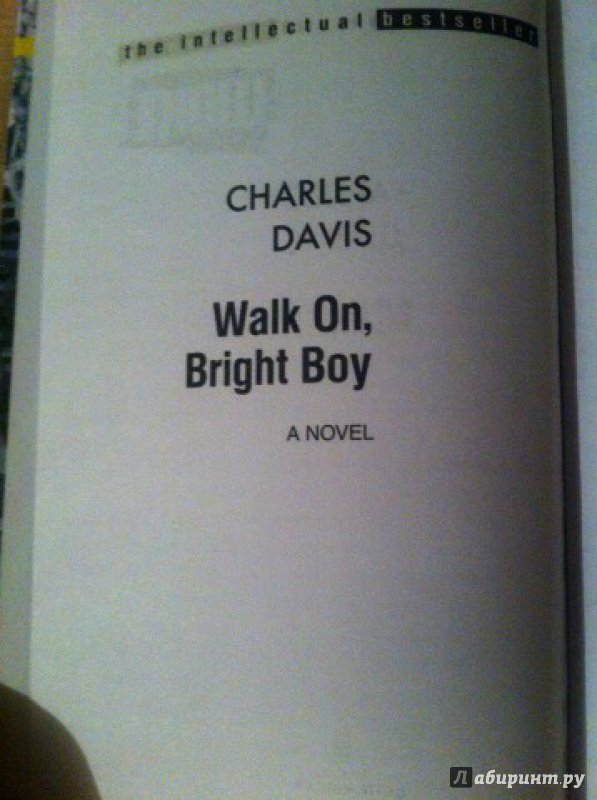 the intellectual bestseller
CHARLES
DAVIS
Walk On,
Bright Boy
A NOVEL
лабиринт.ру